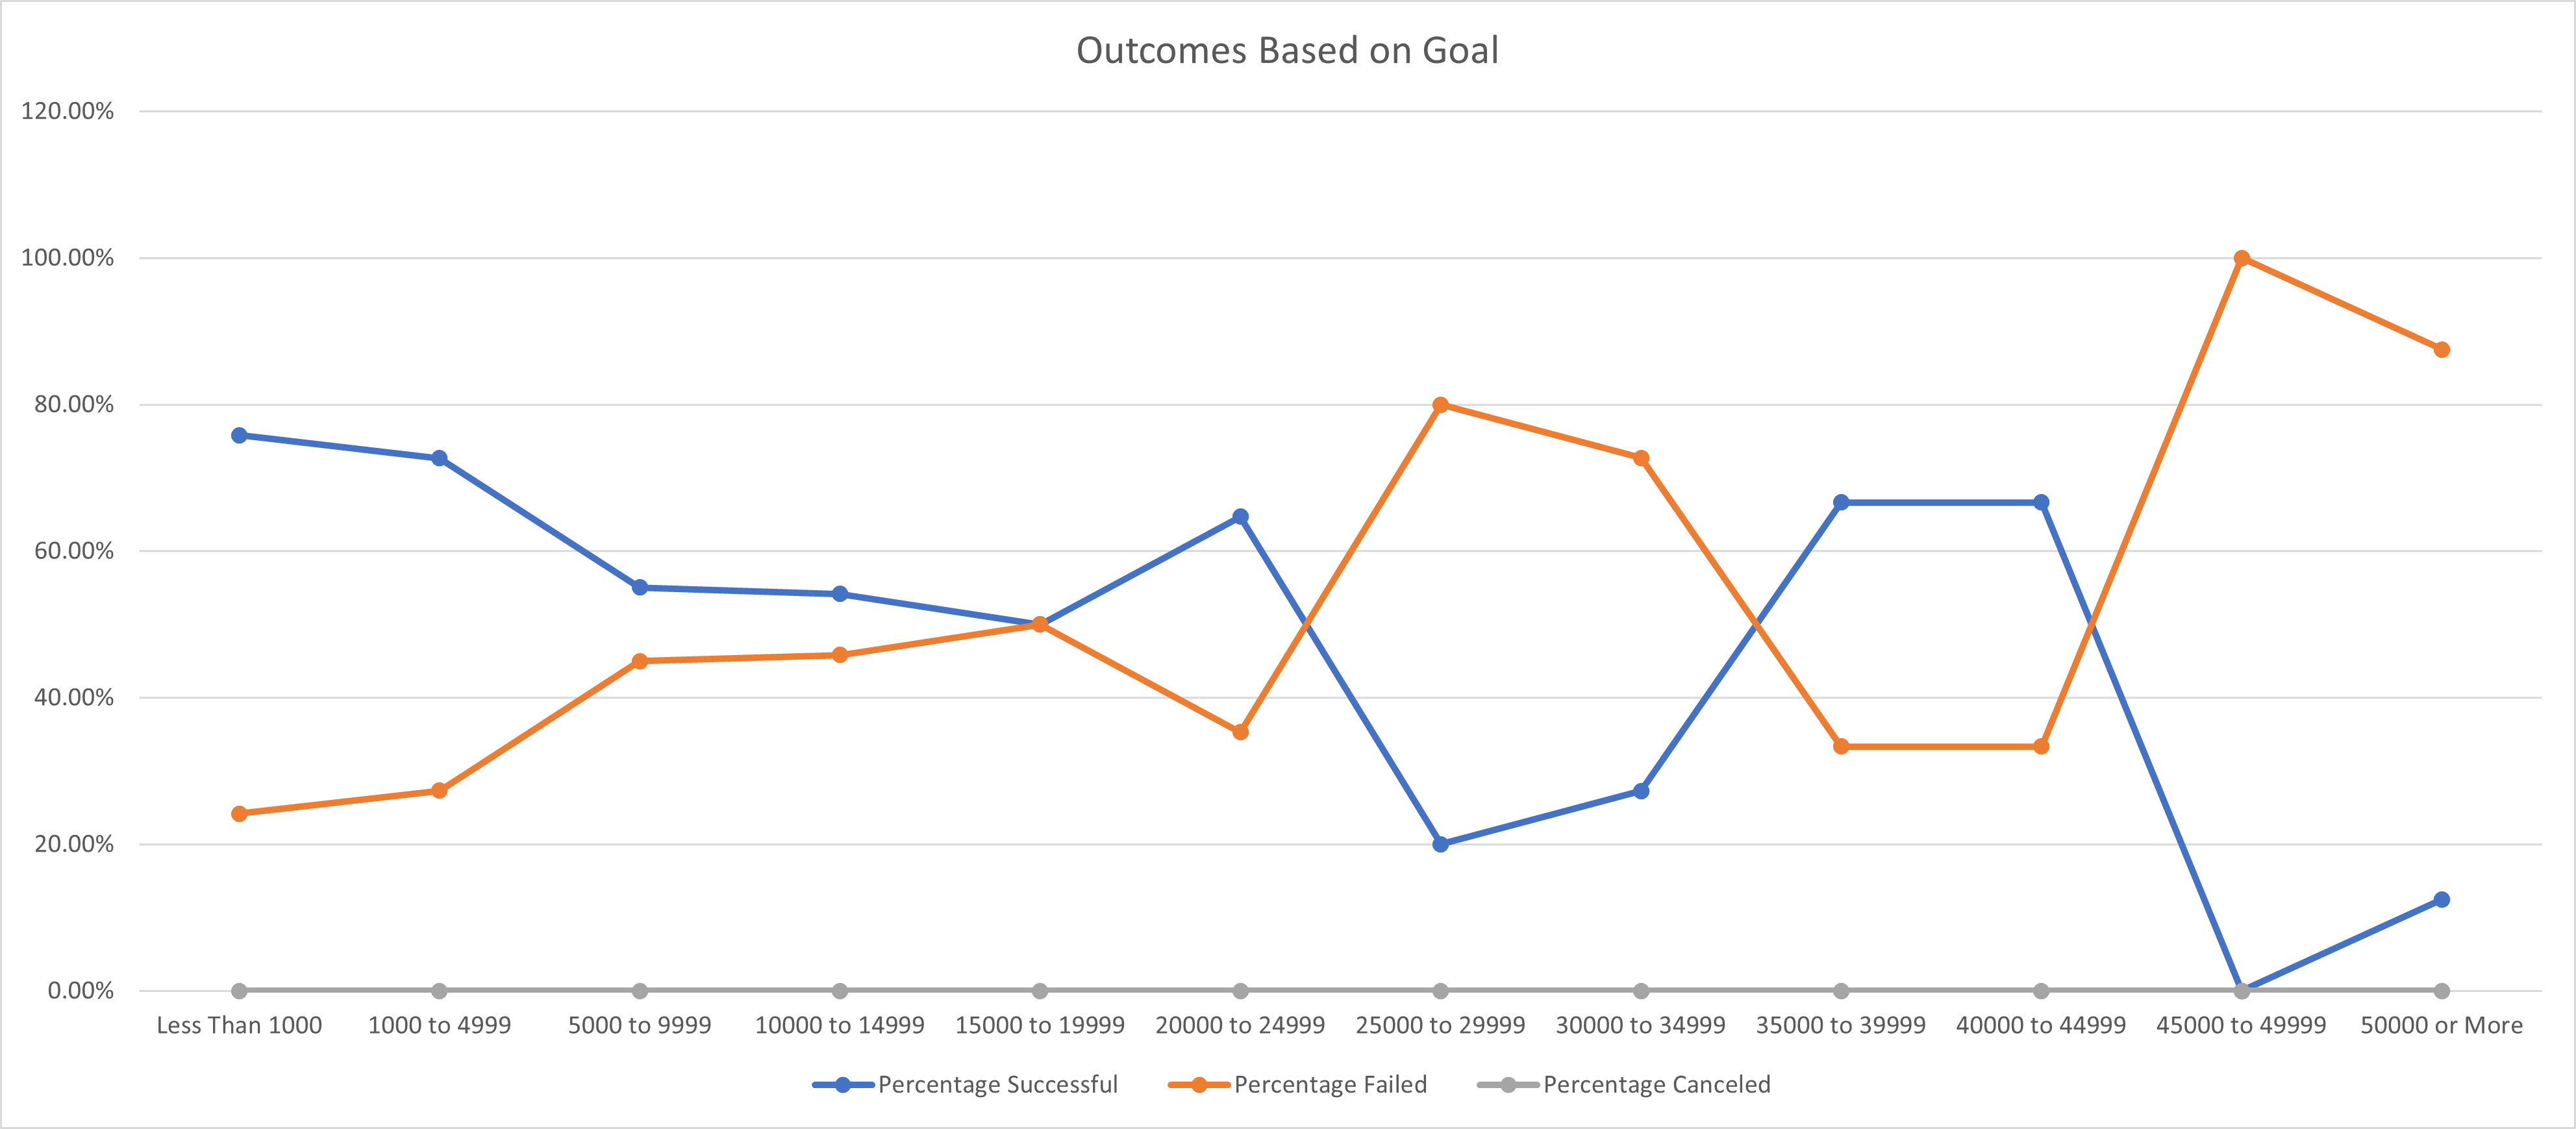 Outcomes Based on Goal
120.00%
100.00%
80.00%
60.00%
40.00%
20.00%
0.00%
Less Than 1000 1000 to 4999 5000 to 9999 10000 to 14999 15000 to 19999 20000 to 24999 25000 to 29999 30000 to 34999 35000 to 39999 40000 to 44999 45000 to 49999 50000 or More
Percentage Successful Percentage Failed Percentage Canceled